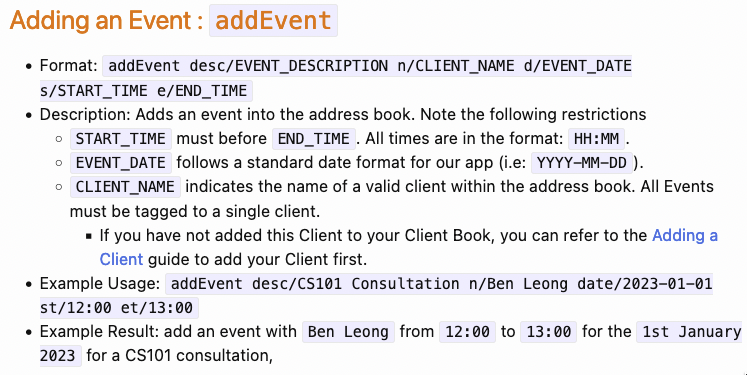 Adding an Event : addEvent
• Format: addEvent desc/EVENT_DESCRIPTION n/CLIENT_NAME d/EVENT_DATE
s/START_TIME e/END_TIME
• Description: Adds an event into the address book. Note the following restrictions
◦ START_TIME must before END_TIME. All times are in the format: HH:MM.
◦ EVENT_DATE follows a standard date format for our app (i.e: YYYY-MM-DD).
◦ CLIENT_NAME indicates the name of a valid client within the address book. All Events
must be tagged to a single client.
▪ If you have not added this Client to your Client Book, you can refer to the Adding a
Client guide to add your Client first.
• Example Usage: addEvent desc/CS101 Consultation n/Ben Leong date/2023-01-01
st/12:00 et/13:00
• Example Result: add an event with Ben Leong from 12:00 to 13:00 for the 1st January
2023 for a CS101 consultation,